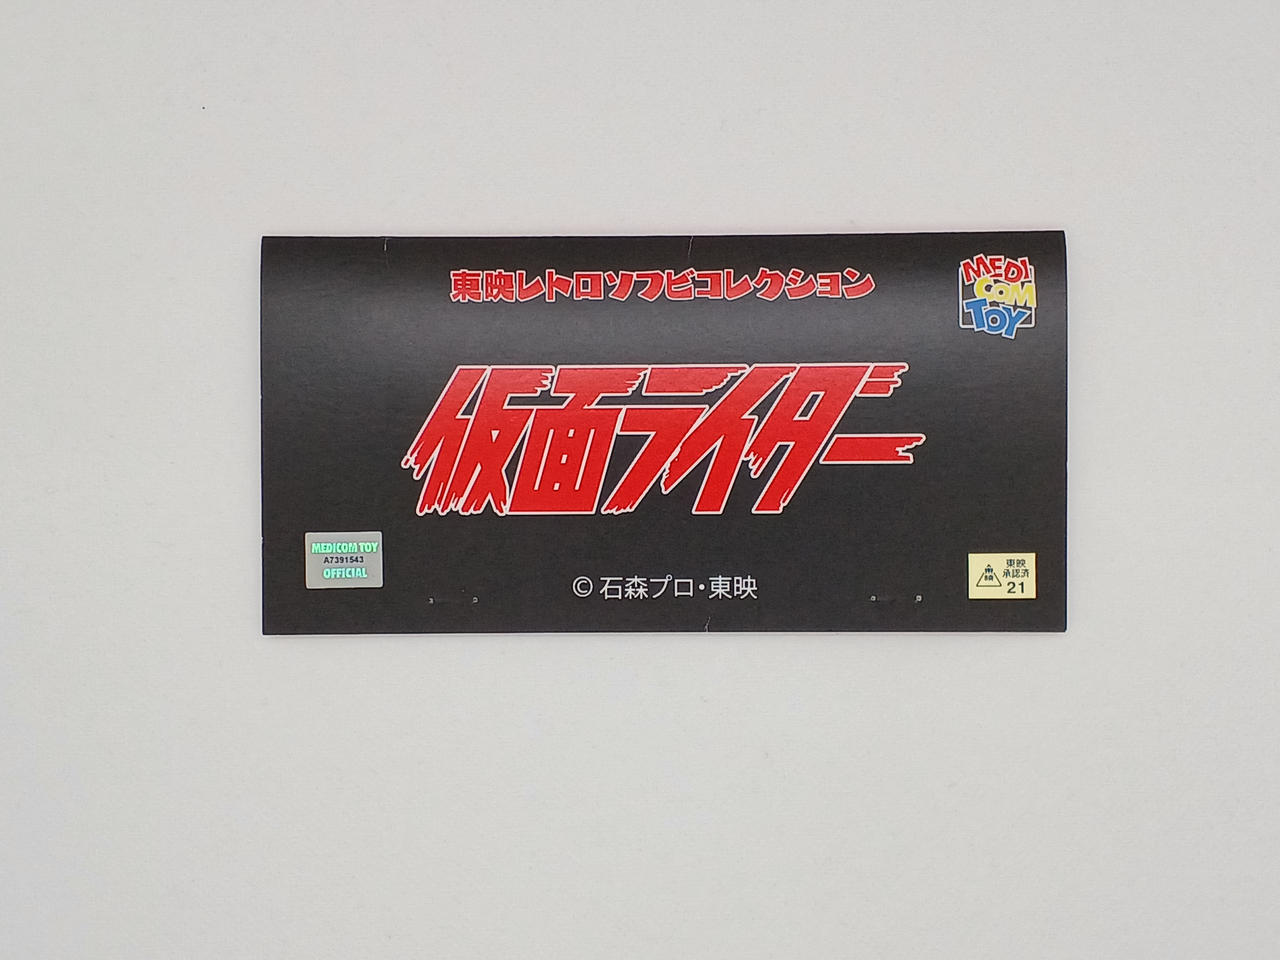 東映レトロソフビコレクション
MEDI
COM
TOY
仮面ライダー
MEDICOM TOY
A7391543
OFFICIAL
© 石森プロ・東映
東映
東映
承認済
21